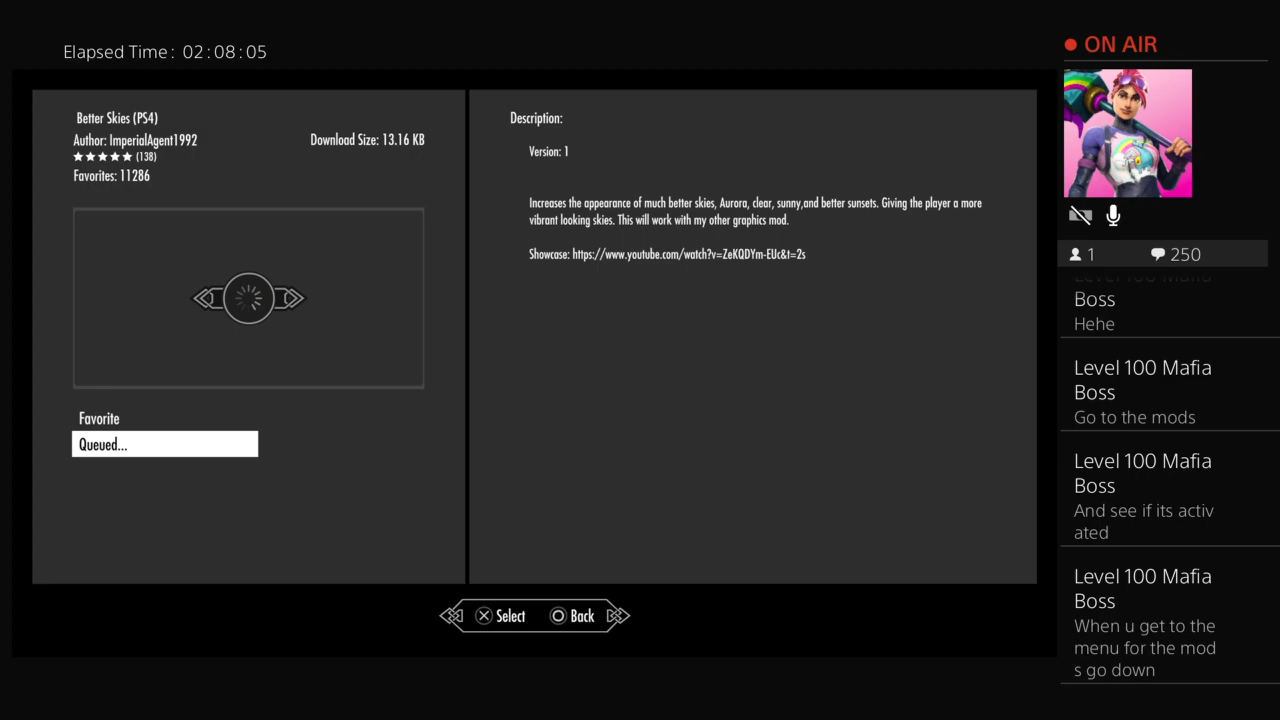 Elapsed Time: 02:08:05
Better Skies (PS4)
Author: ImperialAgent1992
Download Size: 13.16 KB
(138)
Favorites: 11286
Favorite
Queued...
Description:
Version: 1
Increases the appearance of much better skies, Aurora, clear, sunny,and better sunsets. Giving the player a more
vibrant looking skies. This will work with my other graphics mod.
Showcase: https://www.youtube.com/watch?v=ZeKQDYm-EUc&t=2s
Select
Back
ON AIR
1
250
Level 100 Mafia
Boss
Hehe
Level 100 Mafia
Boss
Go to the mods
Level 100 Mafia
Boss
And see if its activ
ated
Level 100 Mafia
Boss
When u get to the
menu for the mod
s go down